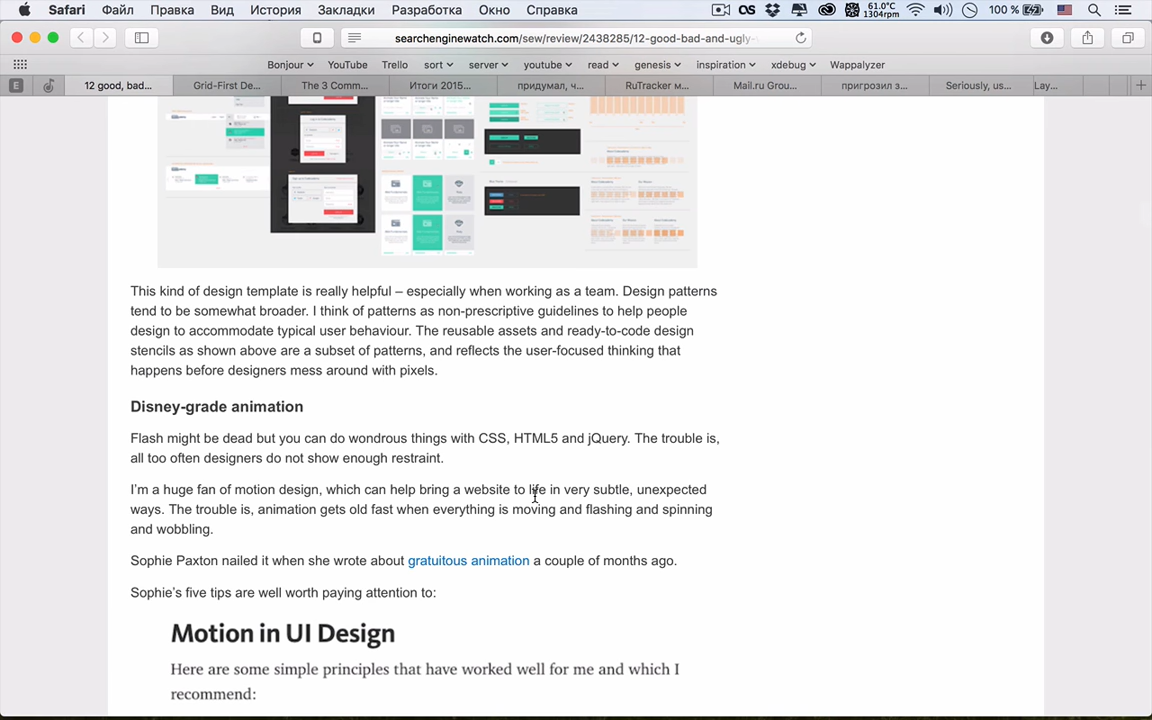 Safari Файл Правка Вид История Закладки Разработка Окно Справка 61.0°C 1304rpm 100 %
searchenginewatch.com/sew/review/2438285/12-good-bad-and-ugly-
Bonjour YouTube Trello sort server youtube read genesis inspiration xdebug Wappalyzer
12 good, bad... Grid-First De... The 3 Comm... Итоги 2015... придумал, ч... RuTracker м... Mail.ru Grou... пригрозил з... Seriously, us... Lay...
This kind of design template is really helpful – especially when working as a team. Design patterns
tend to be somewhat broader. I think of patterns as non-prescriptive guidelines to help people
design to accommodate typical user behaviour. The reusable assets and ready-to-code design
stencils as shown above are a subset of patterns, and reflects the user-focused thinking that
happens before designers mess around with pixels.
Disney-grade animation
Flash might be dead but you can do wondrous things with CSS, HTML5 and jQuery. The trouble is,
all too often designers do not show enough restraint.
I'm a huge fan of motion design, which can help bring a website to life in very subtle, unexpected
ways. The trouble is, animation gets old fast when everything is moving and flashing and spinning
and wobbling.
Sophie Paxton nailed it when she wrote about gratuitous animation a couple of months ago.
Sophie's five tips are well worth paying attention to:
Motion in UI Design
Here are some simple principles that have worked well for me and which I
recommend: